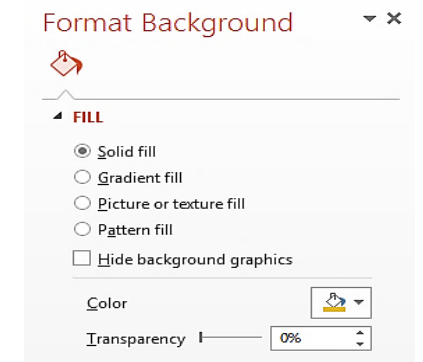 Format Background
FILL
Solid fill
Gradient fill
Picture or texture fill
Pattern fill
Hide background graphics
Color
Transparency 0%